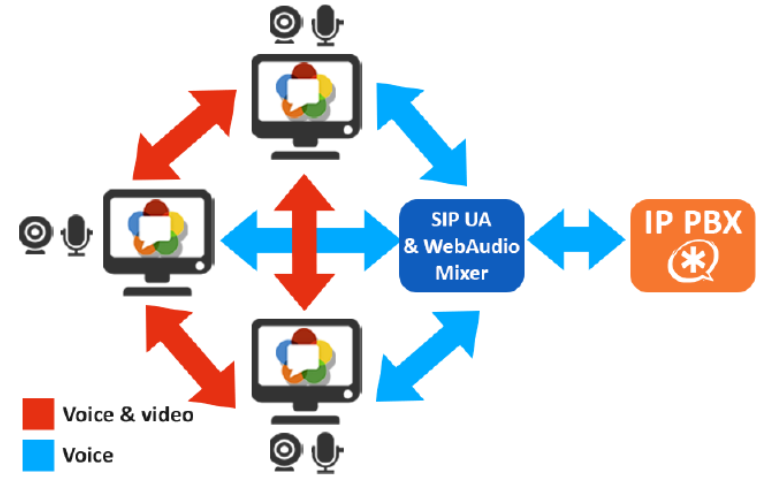 SIP UA
& WebAudio
Mixer
IP PBX
Voice & video
Voice